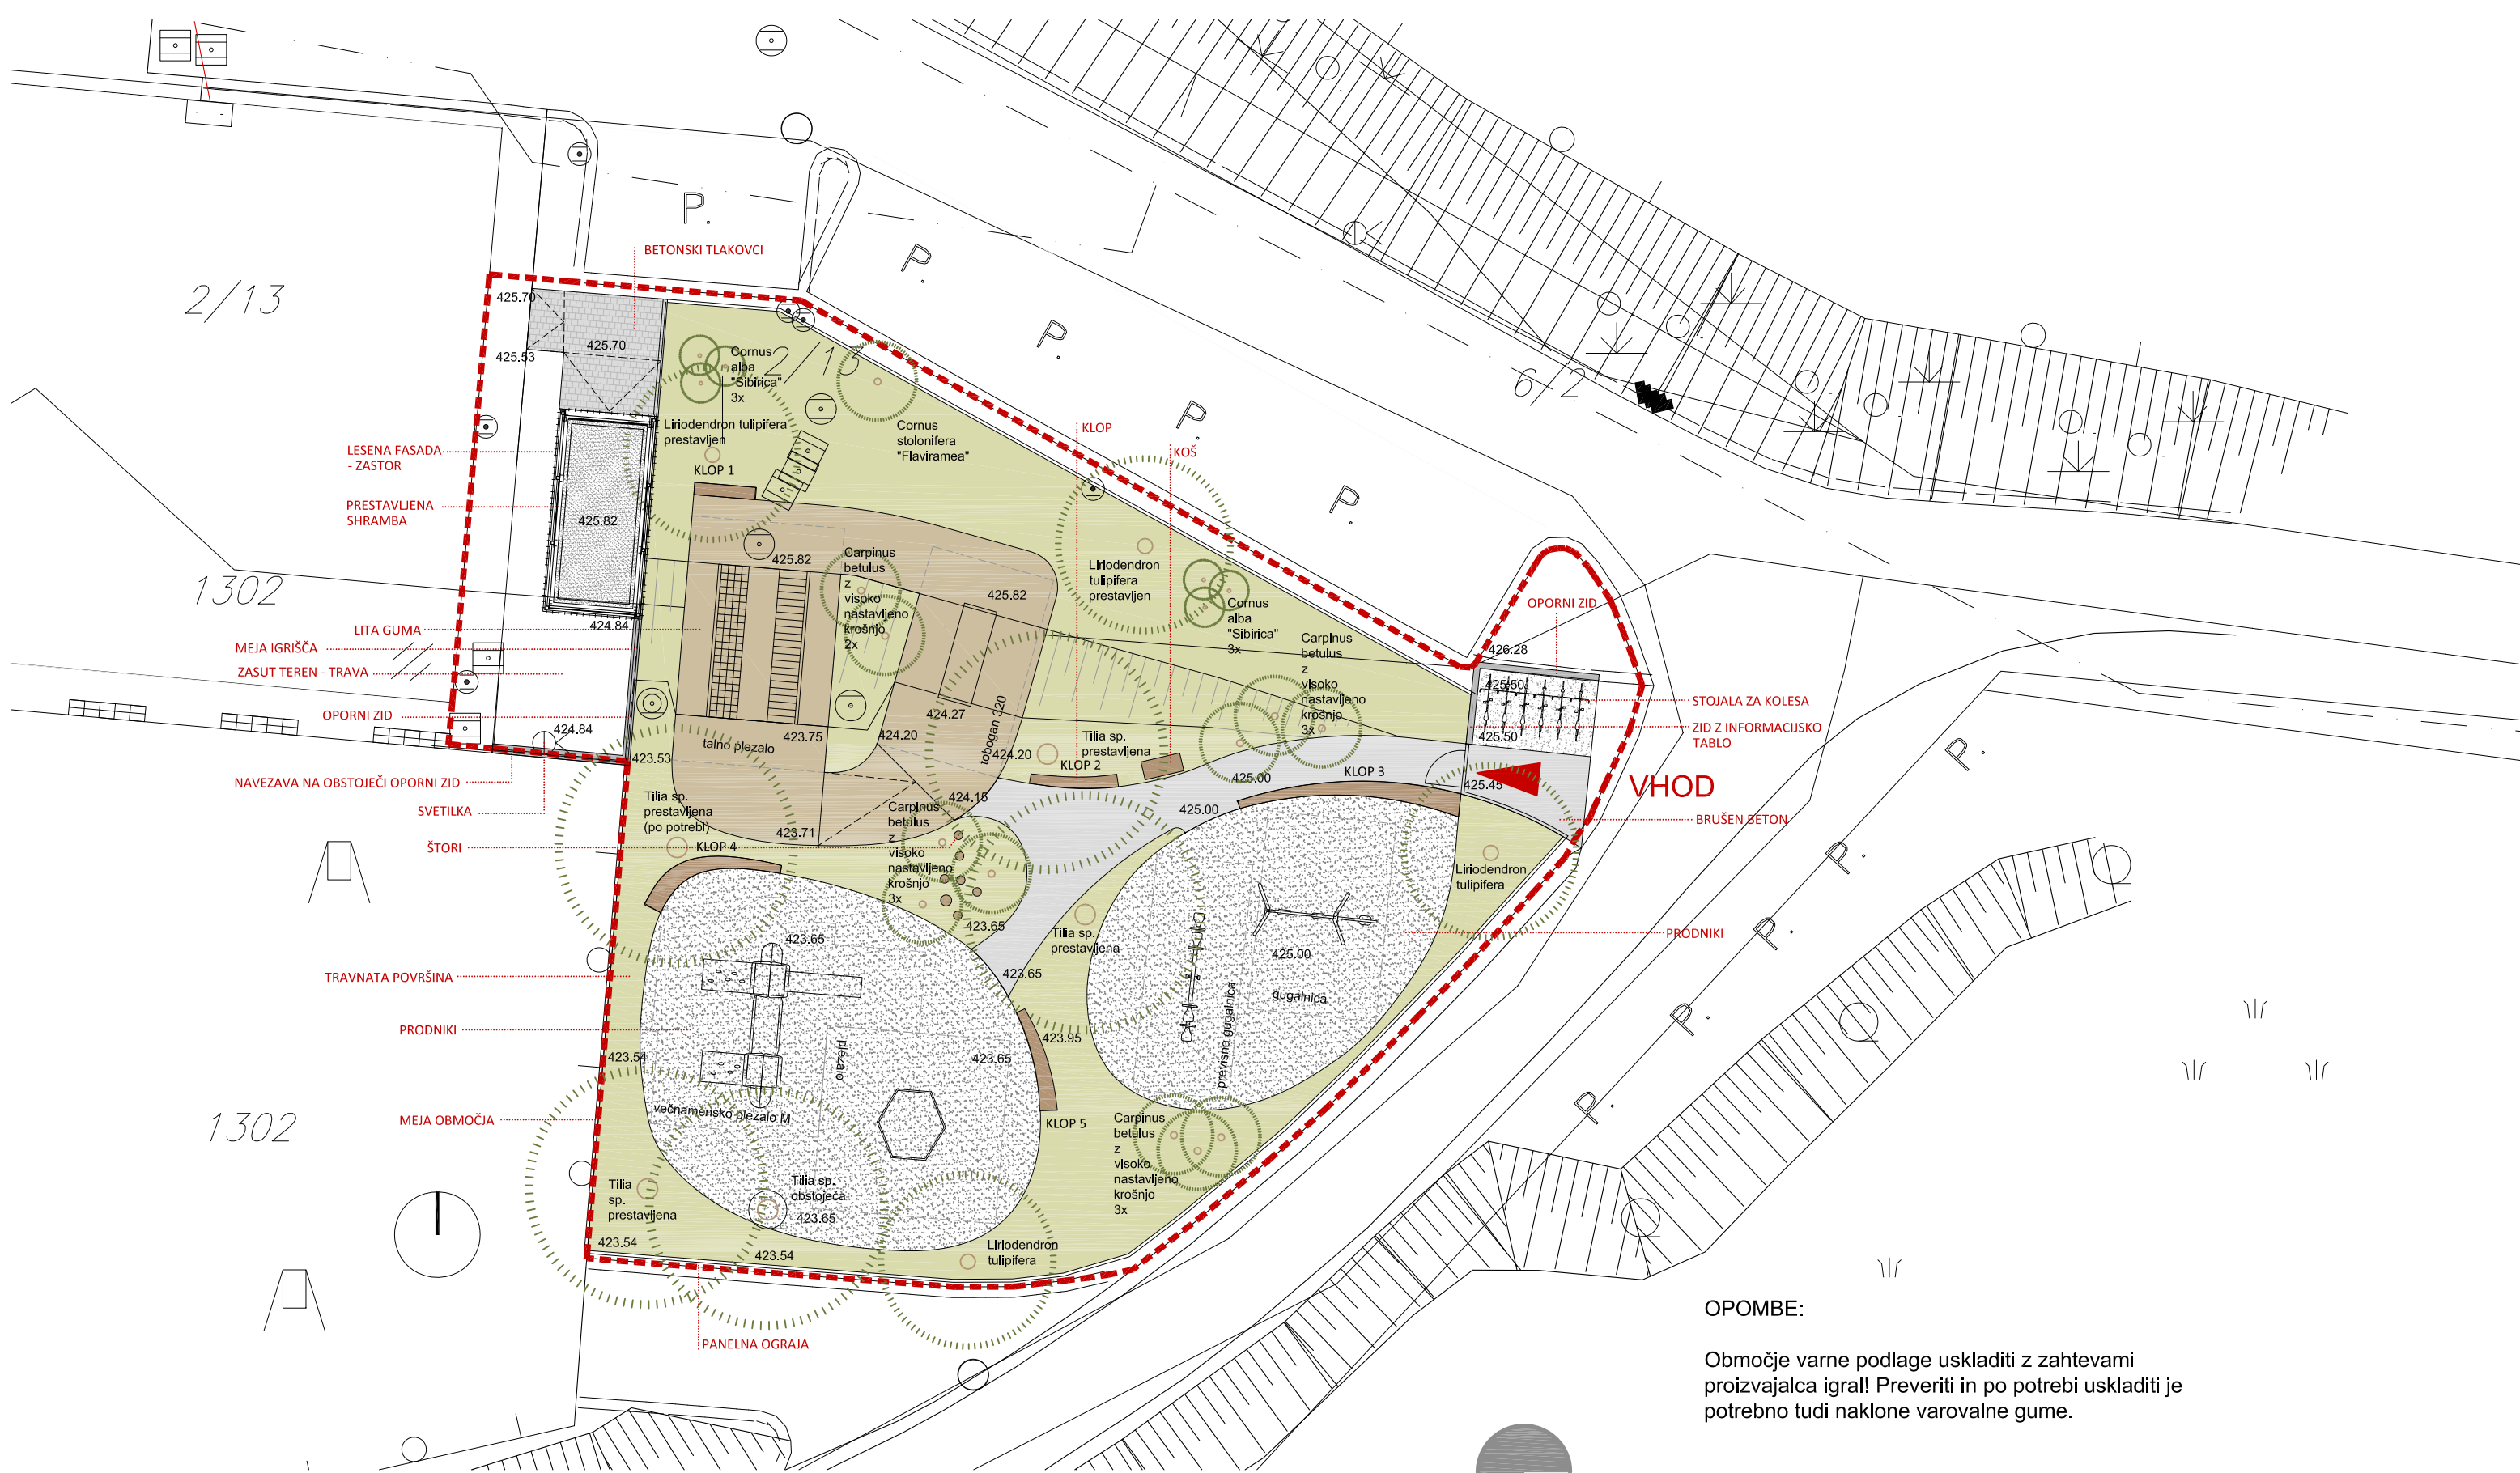 P.
BETONSKI TLAKOVCI
P.
2/13
425.70
425.70
425.53
P.
Cornus
alba
"Sibirica"
3x
6/2
P.
Liriodendron tulipifera
prestavljen
Cornus
stolonifera
"Flaviramea"
KLOP
KOŠ
LESENA FASADA
- ZASTOR
KLOP 1
PRESTAVLJENA
SHRAMBA
425.82
P.
425.82
Carpinus
betulus
z
visoko
nastavljeno
krošnjo
2x
425.82
Liriodendron
tulipifera
prestavljen
1302
Cornus
alba
"Sibirica"
3x
OPORNI ZID
LITA GUMA
424.84
MEJA IGRIŠČA
ZASUT TEREN - TRAVA
Carpinus
betulus
z
visoko
nastavljeno
krošnjo
3x
426.28
425.50
STOJALA ZA KOLESA
OPORNI ZID
424.84
424.27
ZID Z INFORMACIJSKO
TABLO
425.50
talno plezalo
423.75
424.20
tobogan 320
424.20
Tilia sp.
prestavljena
423.53
KLOP 2
KLOP 3
425.00
425.45
VHOD
P.
NAVEZAVA NA OBSTOJEČI OPORNI ZID
SVETILKA
Tilia sp.
prestavljena
(po potrebi)
424.15
425.00
BRUŠEN BETON
423.71
Carpinus
betulus
z
visoko
nastavljeno
krošnjo
3x
ŠTORI
KLOP 4
P.
Liriodendron
tulipifera
423.65
423.65
Tilia sp.
prestavljena
PRODNIKI
P.
425.00
TRAVNATA POVRŠINA
423.65
gugalnica
previsna gugalnica
PRODNIKI
P.
423.95
423.54
423.65
plezalo
večnamensko plezalo M
MEJA OBMOČJA
KLOP 5
Carpinus
betulus
z
visoko
nastavljeno
krošnjo
3x
P.
1302
Tilia
sp.
prestavljena
Tilia sp.
obstoječa
423.65
423.54
423.54
Liriodendron
tulipifera
PANELNA OGRAJA
OPOMBE:
Območje varne podlage uskladiti z zahtevami
proizvajalca igral! Preveriti in po potrebi uskladiti je
potrebno tudi naklone varovalne gume.